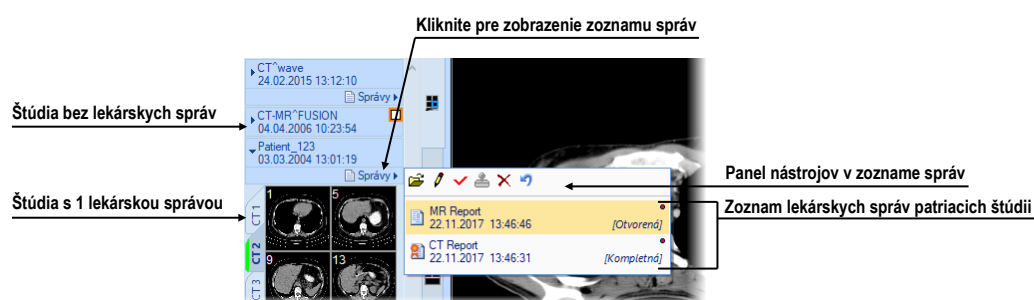 Kliknite pre zobrazenie zoznamu správ
CT^wave
24.02.2015 13:12:10
Správy
Štúdia bez lekárskych správ
CT-MR^FUSION
04.04.2006 10:23:54
Patient_123
03.03.2004 13:01:19
Správy
Panel nástrojov v zozname správ
Štúdia s 1 lekárskou správou
Zoznam lekárskych správ patriacich štúdii
CT 1
1
5
MR Report
22.11.2017 13:46:46
[Otvorená]
CT 2
CT Report
22.11.2017 13:46:31
[Kompletná]
9
13
CT 3